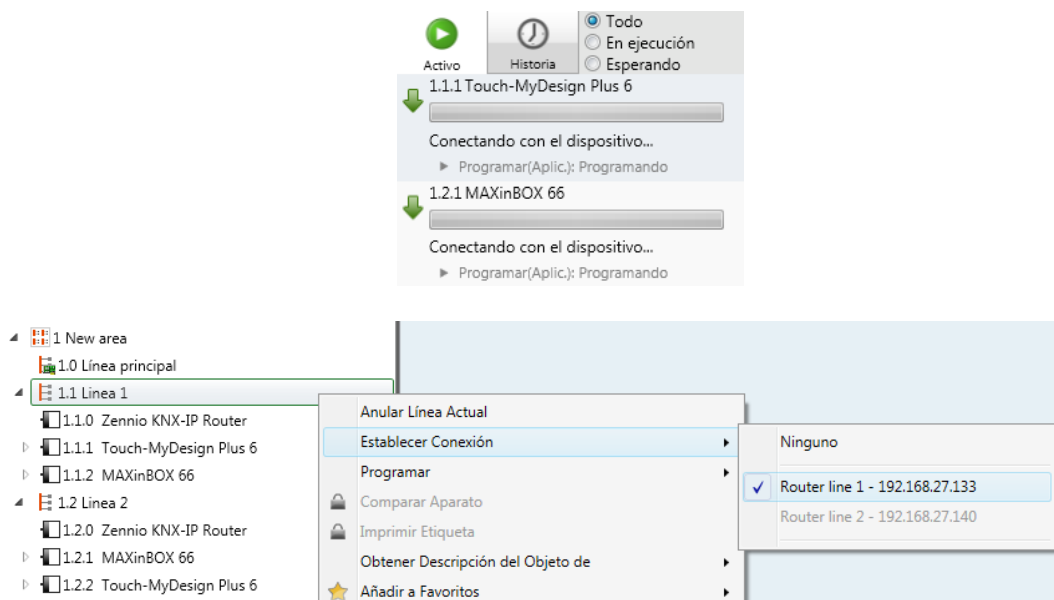 Activo
Historia
Todo
En ejecución
Esperando
1.1.1 Touch-MyDesign Plus 6
Conectando con el dispositivo...
Programar(Aplic.): Programando
1.2.1 MAXinBOX 66
Conectando con el dispositivo...
Programar(Aplic.): Programando
1 New area
1.0 Línea principal
1.1 Linea 1
1.1.0 Zennio KNX-IP Router
1.1.1 Touch-MyDesign Plus 6
1.1.2 MAXinBOX 66
1.2 Linea 2
1.2.0 Zennio KNX-IP Router
1.2.1 MAXinBOX 66
1.2.2 Touch-MyDesign Plus 6
Anular Línea Actual
Establecer Conexión
Programar
Comparar Aparato
Imprimir Etiqueta
Obtener Descripción del Objeto de
Añadir a Favoritos
Ninguno
Router line 1 - 192.168.27.133
Router line 2 - 192.168.27.140